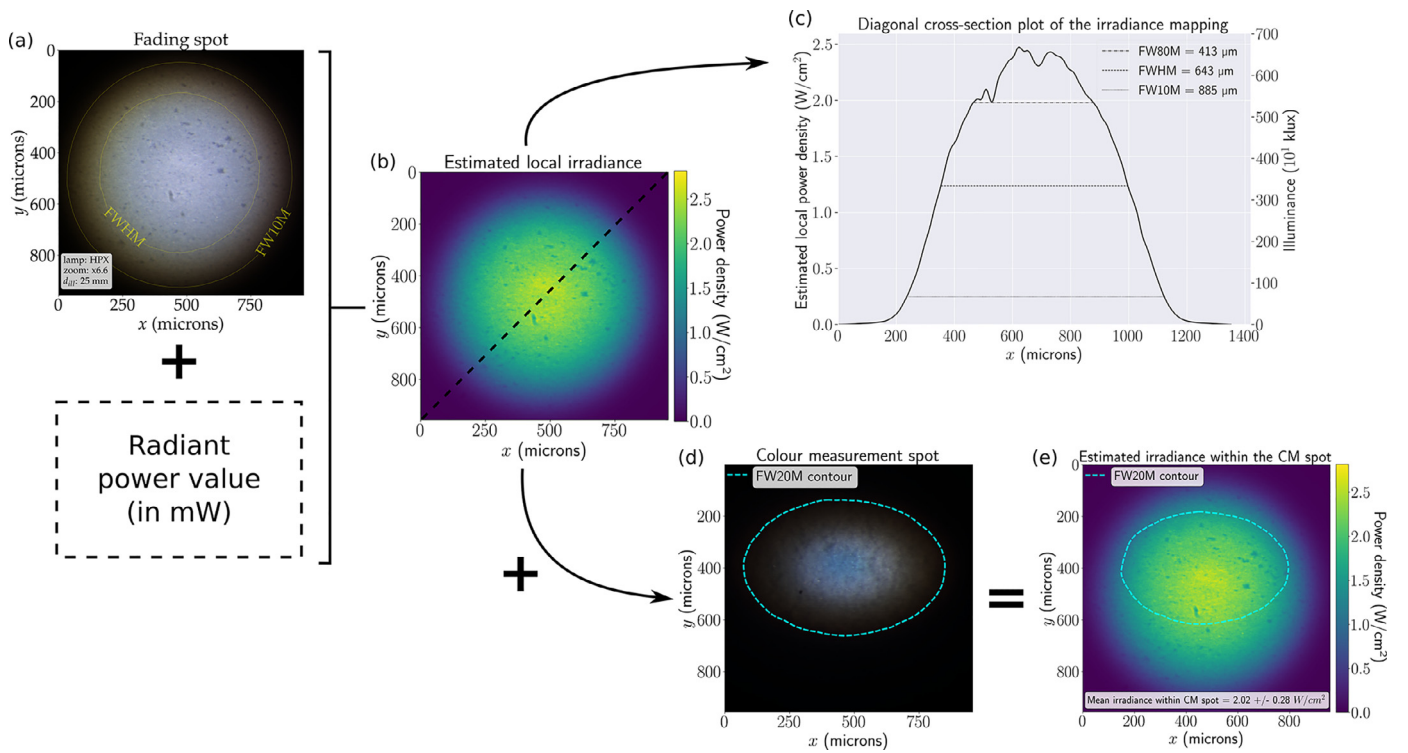 (a)
Fading spot
0
200
400
600
800
y (microns)
FWHM
FW10M
lamp: HPX
zoom: x6.6
d_ill: 25 mm
0 250 500 750
x (microns)
+
Radiant
power value
(in mW)
(b)
Estimated local irradiance
0
200
400
600
800
y (microns)
0 250 500 750
x (microns)
2.5
2.0
1.5
1.0
0.5
0.0
Power density (W/cm²)
(c)
Diagonal cross-section plot of the irradiance mapping
2.5
2.0
1.5
1.0
0.5
0.0
Estimated local power density (W/cm²)
FW80M = 413 µm
FWHM = 643 µm
FW10M = 885 µm
700
600
500
400
300
200
100
0
Illuminance (10¹ klux)
0 200 400 600 800 1000 1200 1400
x (microns)
+
(d)
Colour measurement spot
FW20M contour
0
200
400
600
800
y (microns)
0 250 500 750
x (microns)
=
(e)
Estimated irradiance within the CM spot
FW20M contour
0
200
400
600
800
y (microns)
Mean irradiance within CM spot = 2.02 +/- 0.28 W/cm²
0 200 400 600 800
x (microns)
2.5
2.0
1.5
1.0
0.5
0.0
Power density (W/cm²)